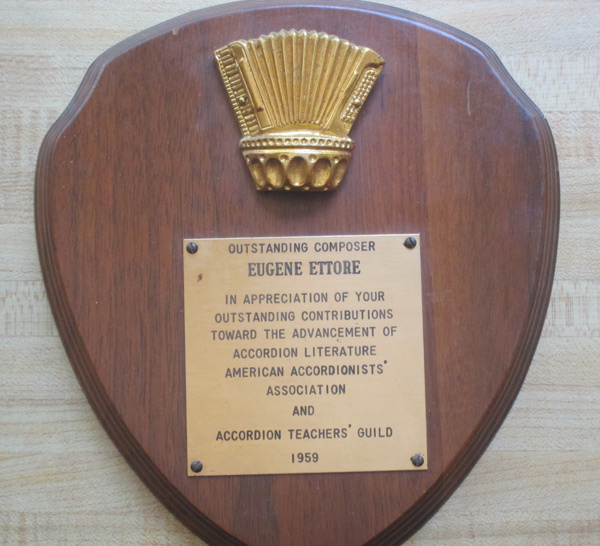 OUTSTANDING COMPOSER
EUGENE ETTORE
IN APPRECIATION OF YOUR
OUTSTANDING CONTRIBUTIONS
TOWARD THE ADVANCEMENT OF
ACCORDION LITERATURE
AMERICAN ACCORDIONISTS'
ASSOCIATION
AND
ACCORDION TEACHERS' GUILD
1959